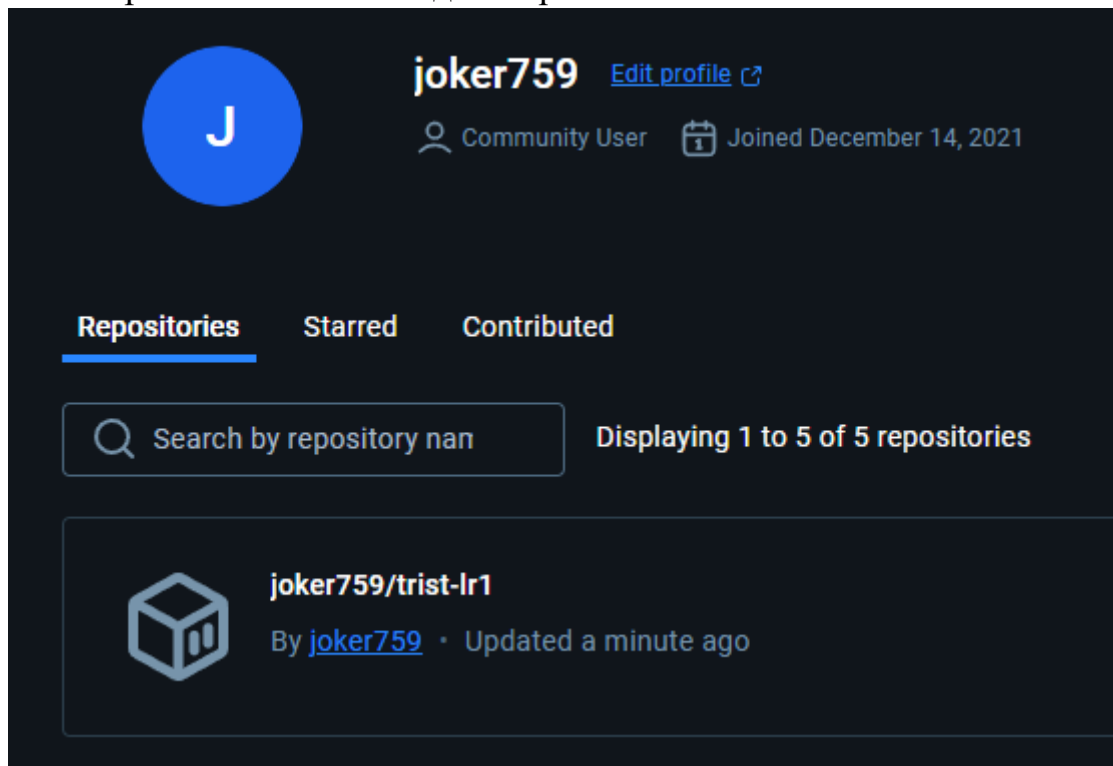 joker759 Edit profile
J
Community User Joined December 14, 2021
Repositories Starred Contributed
Search by repository nan Displaying 1 to 5 of 5 repositories
joker759/trist-lr1
By joker759 · Updated a minute ago